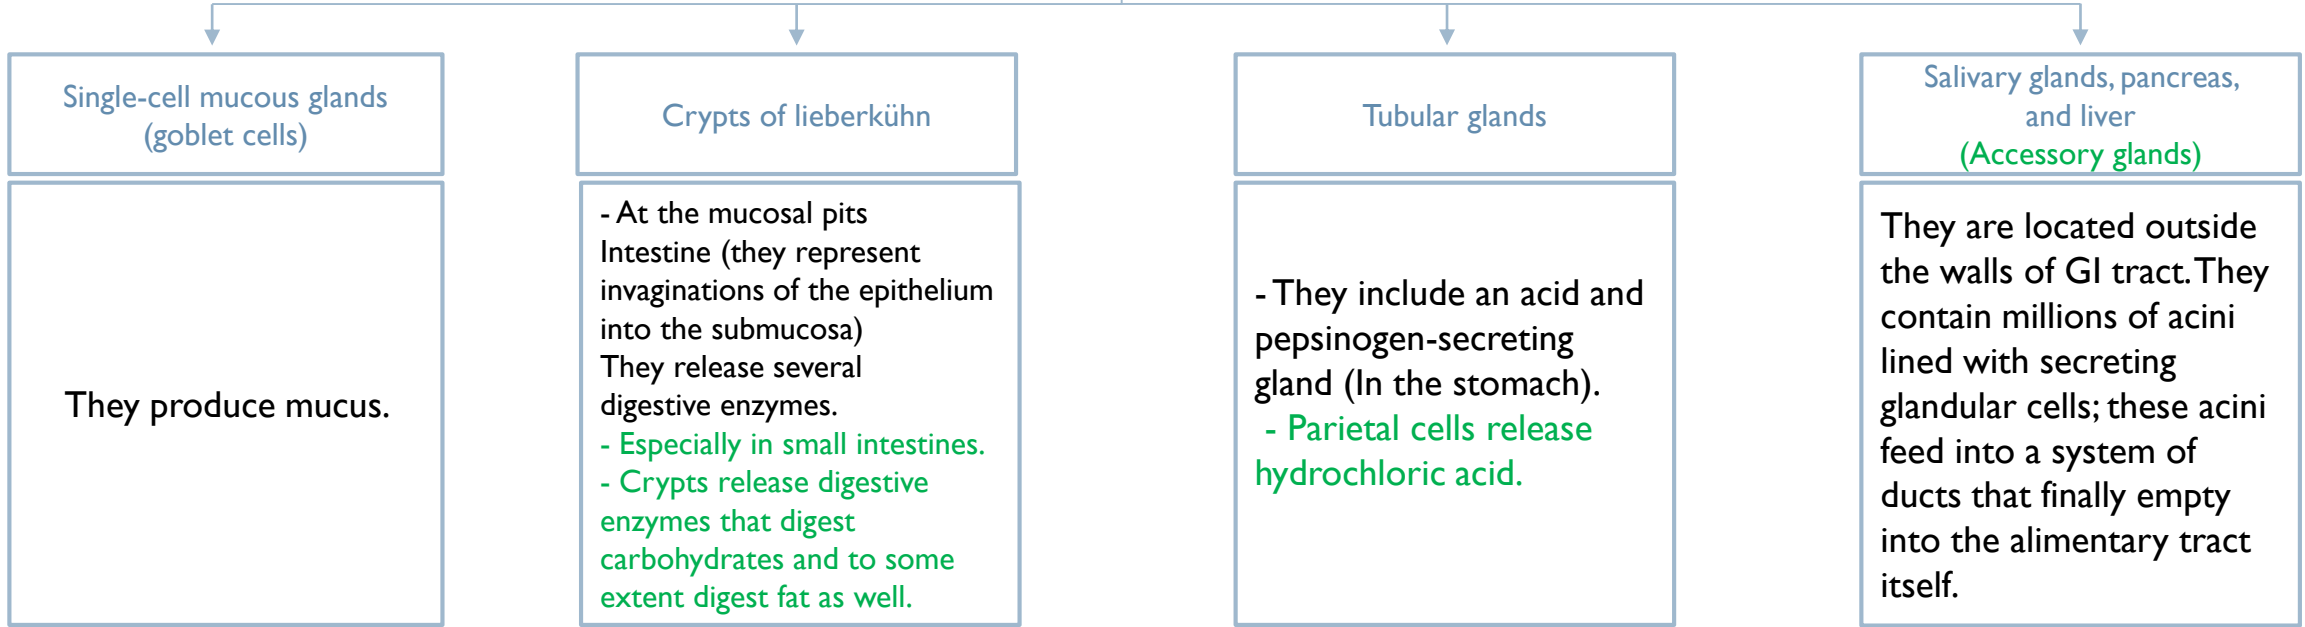 Single-cell mucous glands
(goblet cells)
They produce mucus.
Crypts of lieberkühn
- At the mucosal pits
Intestine (they represent
invaginations of the epithelium
into the submucosa)
They release several
digestive enzymes.
- Especially in small intestines.
- Crypts release digestive
enzymes that digest
carbohydrates and to some
extent digest fat as well.
Tubular glands
- They include an acid and
pepsinogen-secreting
gland (In the stomach).
- Parietal cells release
hydrochloric acid.
Salivary glands, pancreas,
and liver
(Accessory glands)
They are located outside
the walls of GI tract. They
contain millions of acini
lined with secreting
glandular cells; these acini
feed into a system of
ducts that finally empty
into the alimentary tract
itself.